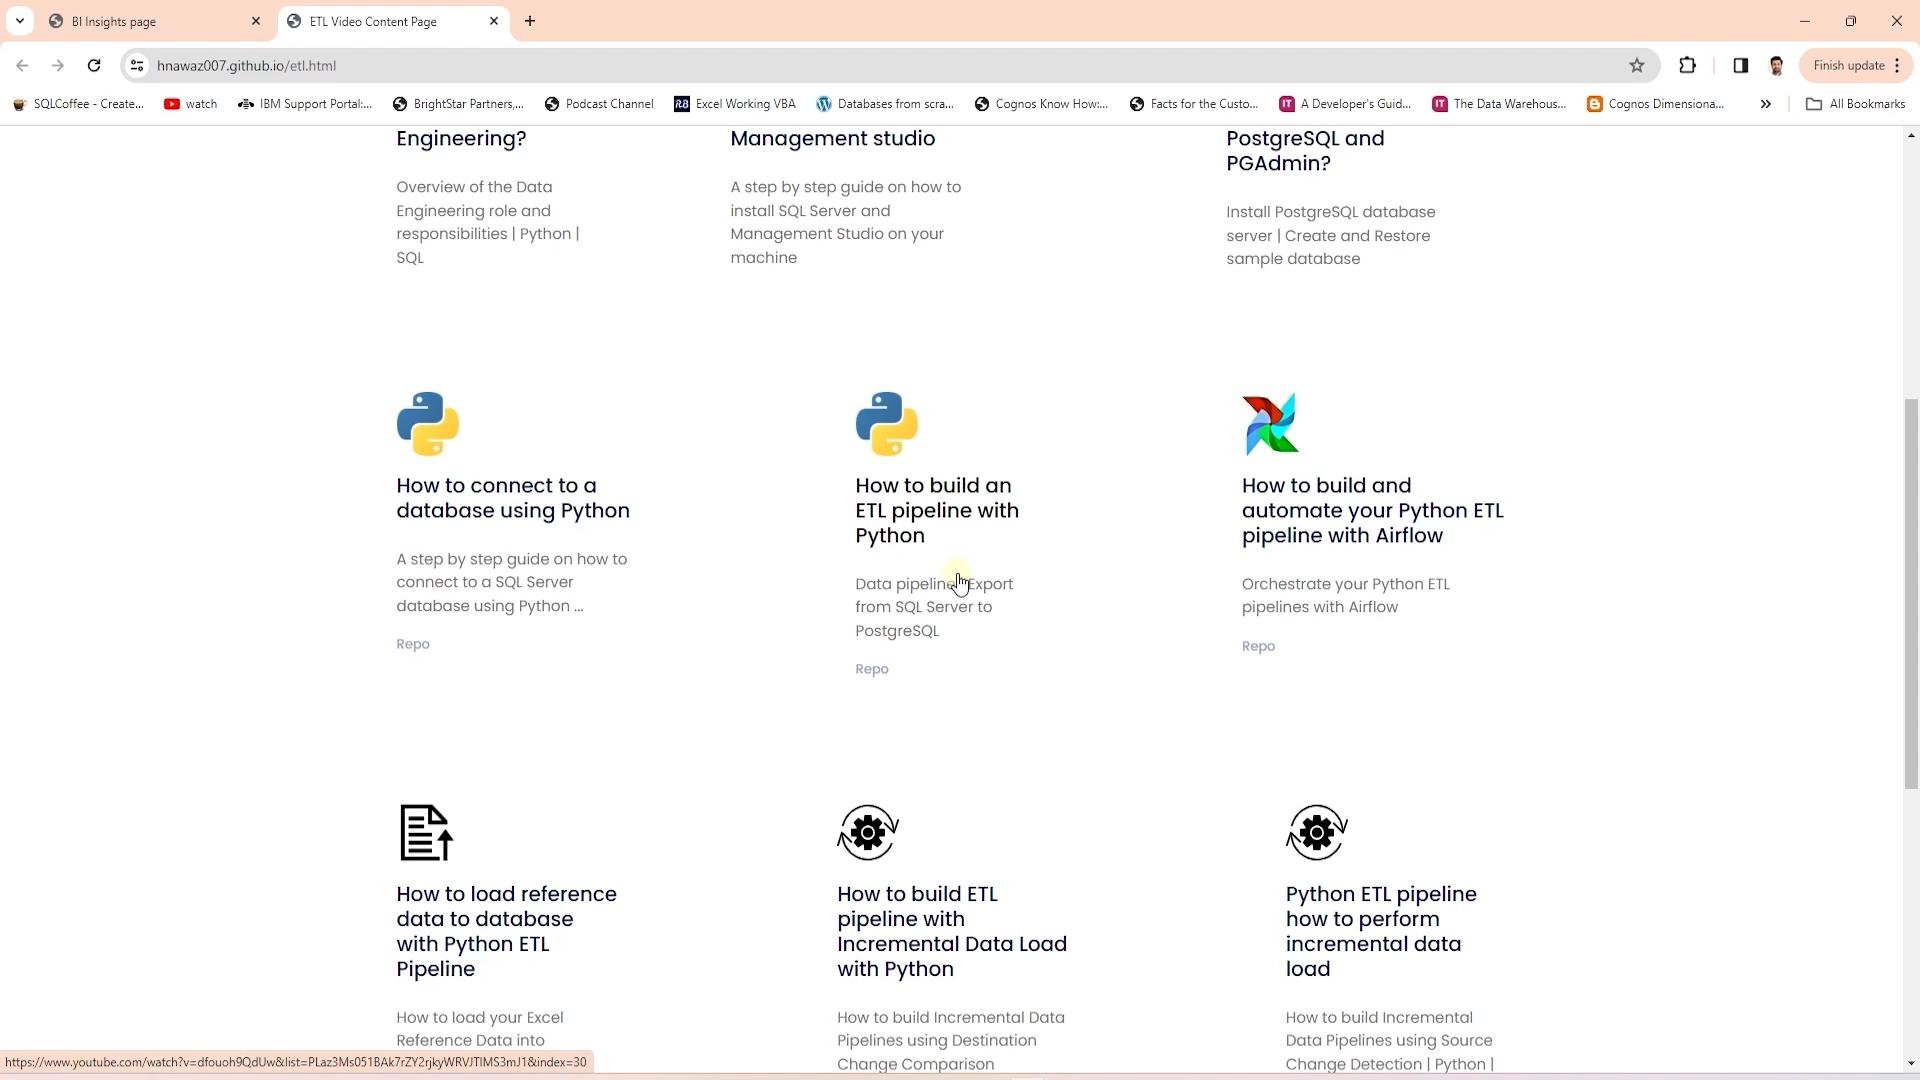 BI Insights page
ETL Video Content Page
hnawaz007.github.io/etl.html
Finish update
SQLCoffee - Create...
watch
IBM Support Portal:...
BrightStar Partners,...
Podcast Channel
Excel Working VBA
Databases from scra...
Cognos Know How:...
Facts for the Custo...
A Developer's Guid...
The Data Warehous...
Cognos Dimensiona...
»
All Bookmarks
Engineering?
Overview of the Data
Engineering role and
responsibilities | Python |
SQL
Management studio
A step by step guide on how to
install SQL Server and
Management Studio on your
machine
PostgreSQL and
PGAdmin?
Install PostgreSQL database
server | Create and Restore
sample database
How to connect to a
database using Python
A step by step guide on how to
connect to a SQL Server
database using Python ...
Repo
How to build an
ETL pipeline with
Python
Data pipeline Export
from SQL Server to
PostgreSQL
Repo
How to build and
automate your Python ETL
pipeline with Airflow
Orchestrate your Python ETL
pipelines with Airflow
Repo
How to load reference
data to database
with Python ETL
Pipeline
How to load your Excel
Reference Data into
How to build ETL
pipeline with
Incremental Data Load
with Python
How to build Incremental Data
Pipelines using Destination
Change Comparison
Python ETL pipeline
how to perform
incremental data
load
How to build Incremental
Data Pipelines using Source
Change Detection | Python |
https://www.youtube.com/watch?v=dfouoh9QdUw&list=PLaz3Ms051BAk7rZY2rjkyWRVJTIMS3mJ1&index=30